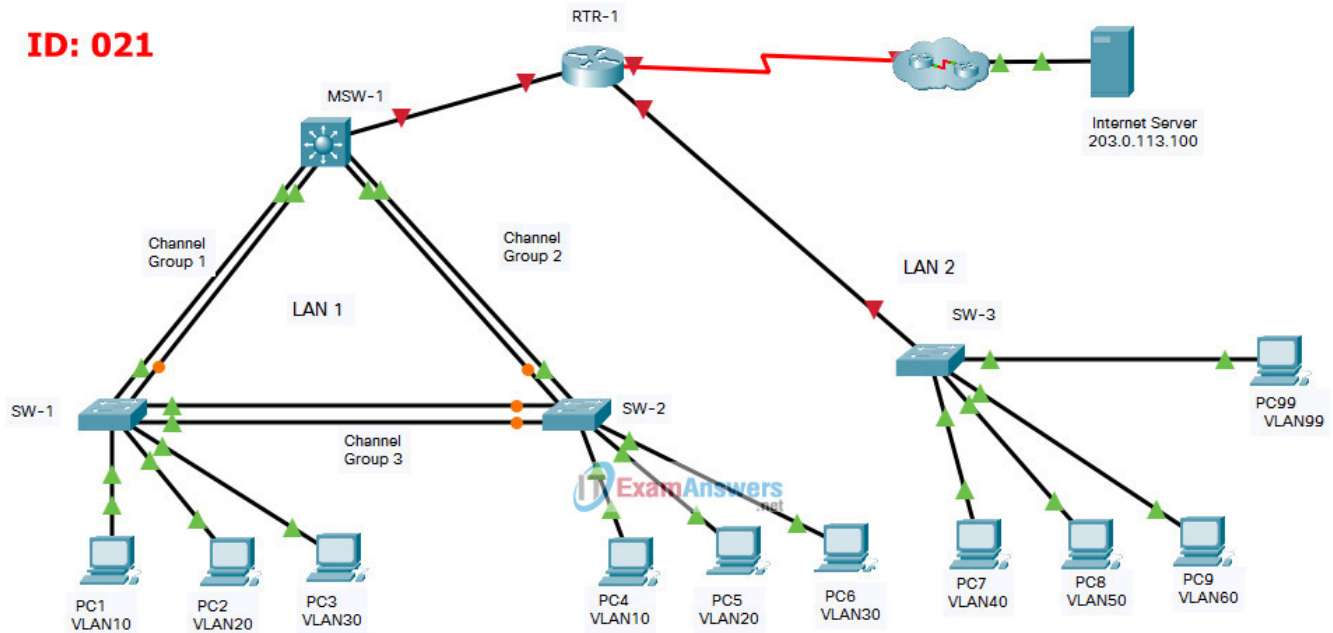 ID: 021
RTR-1
MSW-1
Internet Server
203.0.113.100
Channel
Group 1
Channel
Group 2
LAN 1
LAN 2
SW-3
SW-1
SW-2
Channel
Group 3
PC99
VLAN99
ITExamAnswers
.net
PC1
VLAN10
PC2
VLAN20
PC3
VLAN30
PC4
VLAN10
PC5
VLAN20
PC6
VLAN30
PC7
VLAN40
PC8
VLAN50
PC9
VLAN60